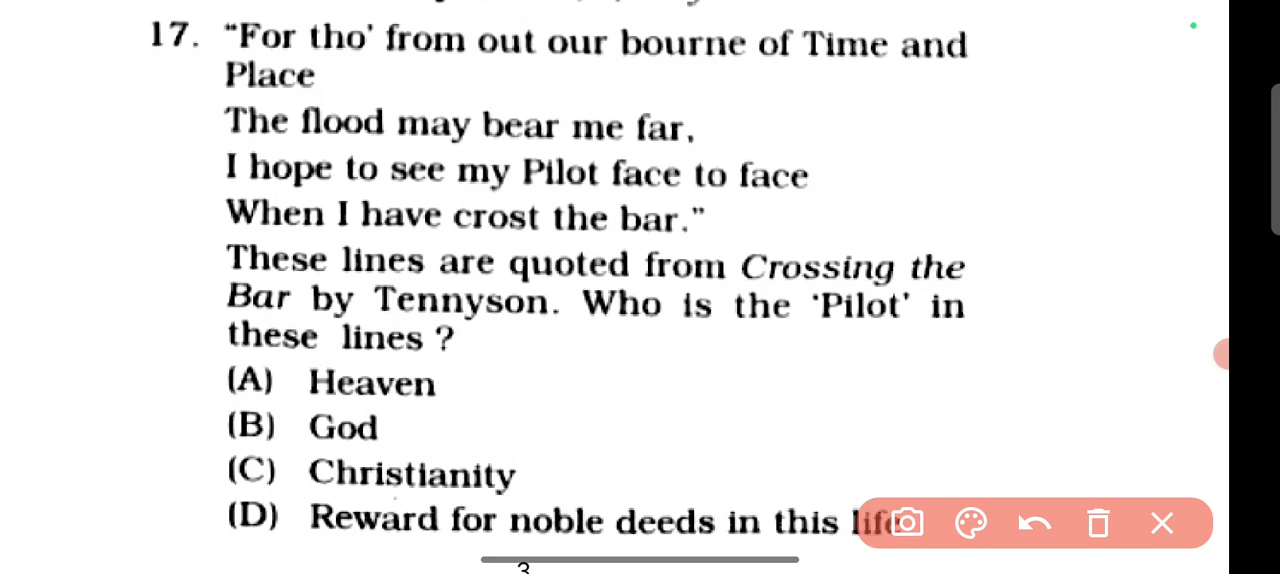 17. “For tho' from out our bourne of Time and
Place
The flood may bear me far,
I hope to see my Pilot face to face
When I have crost the bar.”
These lines are quoted from Crossing the
Bar by Tennyson. Who is the ‘Pilot’ in
these lines ?
(A) Heaven
(B) God
(C) Christianity
(D) Reward for noble deeds in this life
3